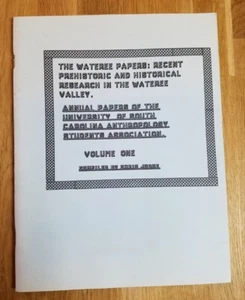 THE WATEREE PAPERS: RECENT
PREHISTORIC AND HISTORICAL
RESEARCH IN THE WATEREE
VALLEY.
ANNUAL PAPERS OF THE
UNIVERSITY OF SOUTH
CAROLINA ANTHROPOLOGY
STUDENTS ASSOCIATION.
VOLUME ONE
COMPILED BY